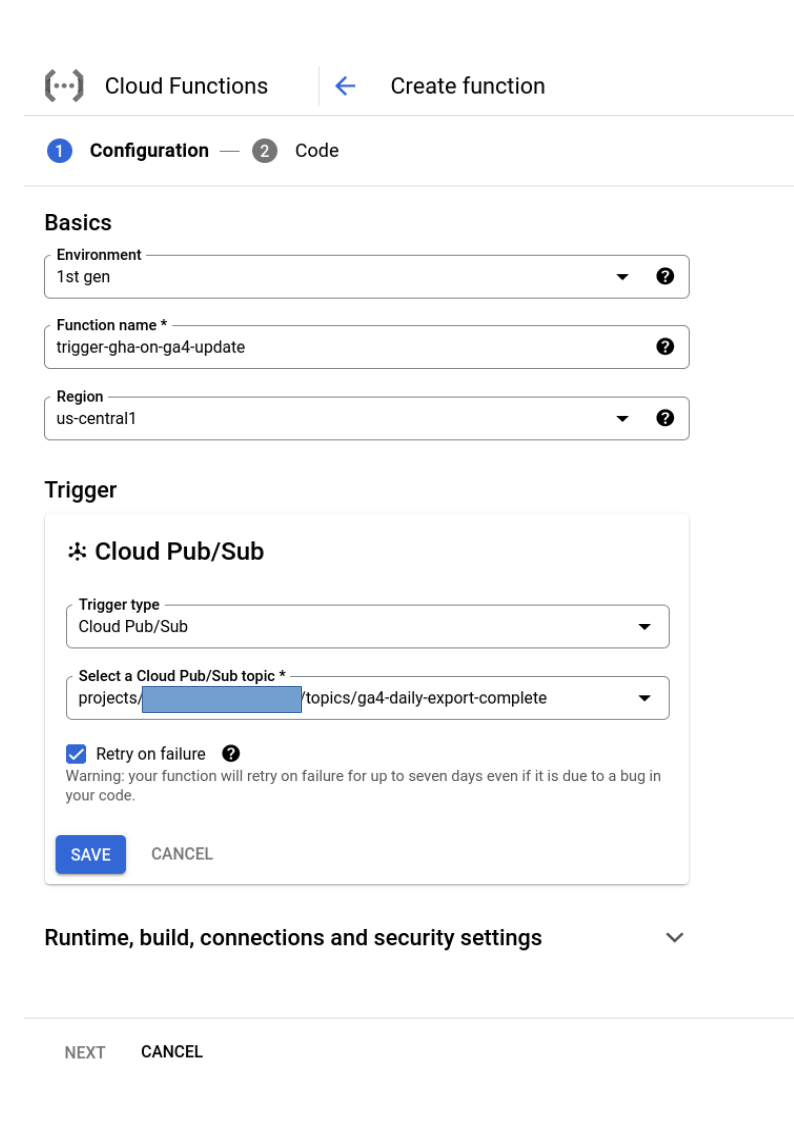 Cloud Functions
Create function
1 Configuration — 2 Code
Basics
Environment
1st gen
Function name *
trigger-gha-on-ga4-update
Region
us-central1
Trigger
Cloud Pub/Sub
Trigger type
Cloud Pub/Sub
Select a Cloud Pub/Sub topic *
projects/ /topics/ga4-daily-export-complete
Retry on failure
Warning: your function will retry on failure for up to seven days even if it is due to a bug in
your code.
SAVE CANCEL
Runtime, build, connections and security settings
NEXT CANCEL